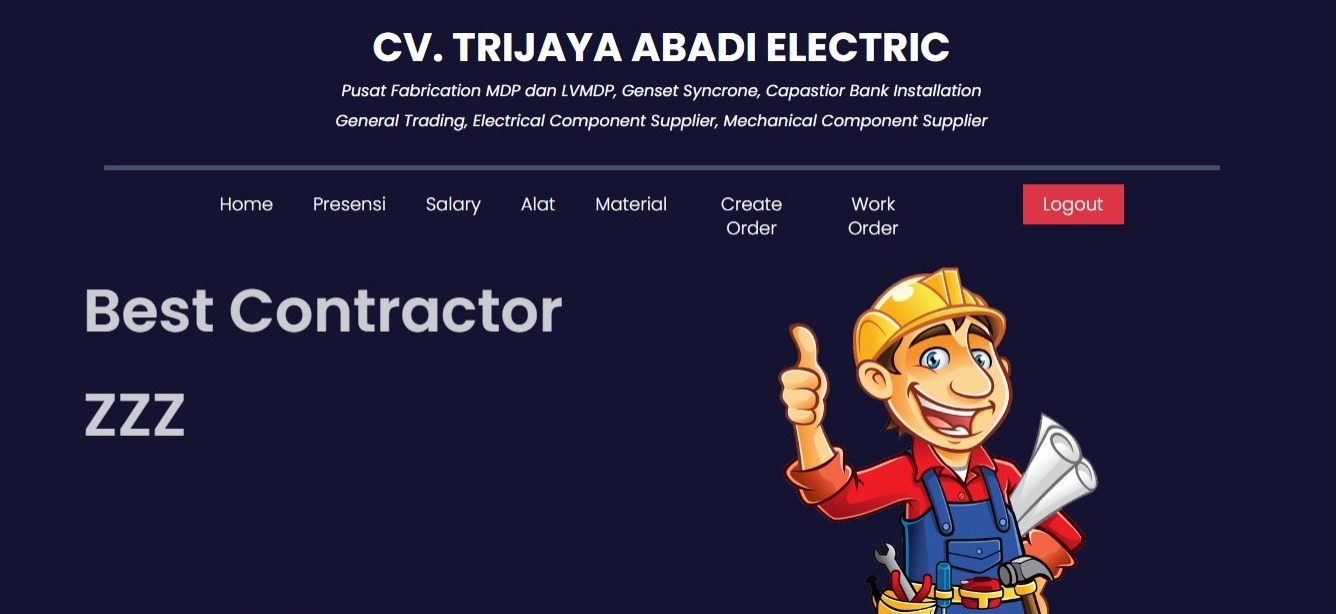 CV. TRIJAYA ABADI ELECTRIC
Pusat Fabrication MDP dan LVMDP, Genset Syncrone, Capastior Bank Installation
General Trading, Electrical Component Supplier, Mechanical Component Supplier
Home Presensi Salary Alat Material Create Order Work Order Logout
Best Contractor
ZZZ